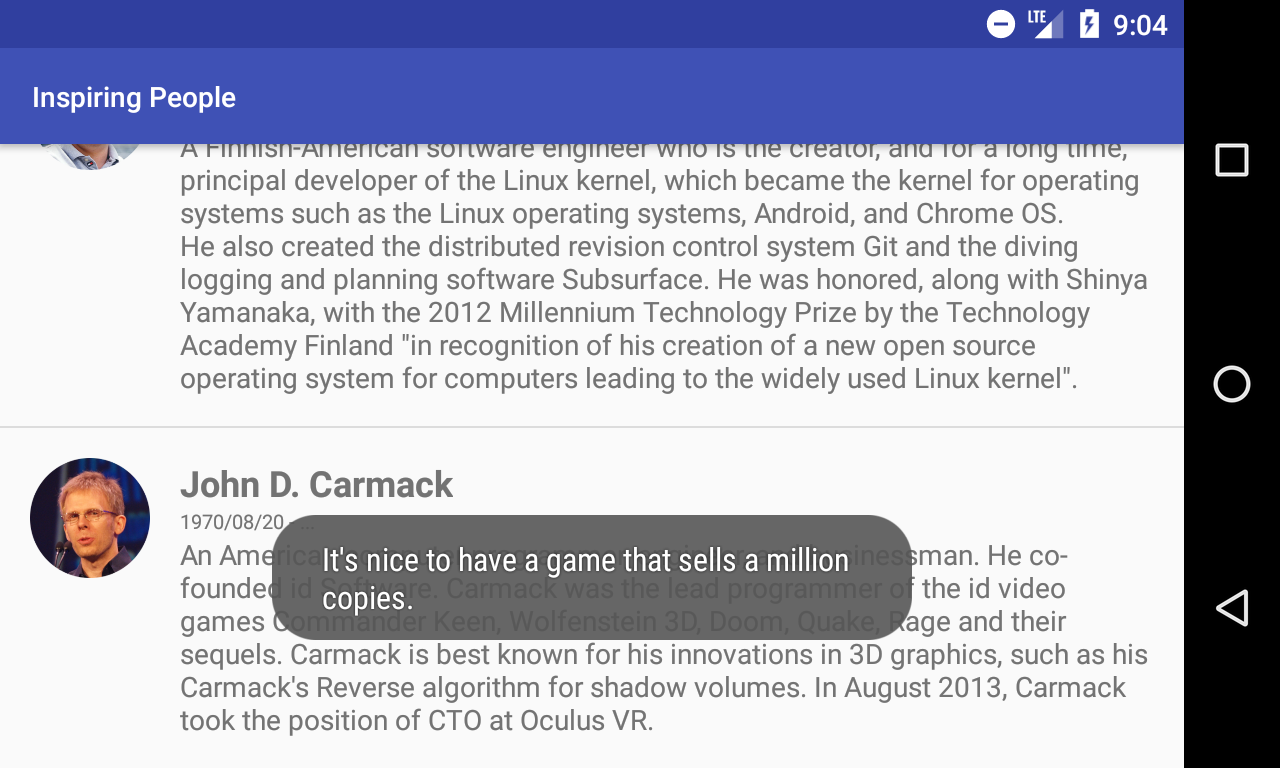 LTE 9:04
Inspiring People
A Finnish-American software engineer who is the creator, and for a long time,
principal developer of the Linux kernel, which became the kernel for operating
systems such as the Linux operating systems, Android, and Chrome OS.
He also created the distributed revision control system Git and the diving
logging and planning software Subsurface. He was honored, along with Shinya
Yamanaka, with the 2012 Millennium Technology Prize by the Technology
Academy Finland "in recognition of his creation of a new open source
operating system for computers leading to the widely used Linux kernel".
John D. Carmack
1970/08/20 - ...
An American computer programmer, engineer, and businessman. He co-
founded id Software. Carmack was the lead programmer of the id video
games Commander Keen, Wolfenstein 3D, Doom, Quake, Rage and their
sequels. Carmack is best known for his innovations in 3D graphics, such as his
Carmack's Reverse algorithm for shadow volumes. In August 2013, Carmack
took the position of CTO at Oculus VR.
It's nice to have a game that sells a million
copies.